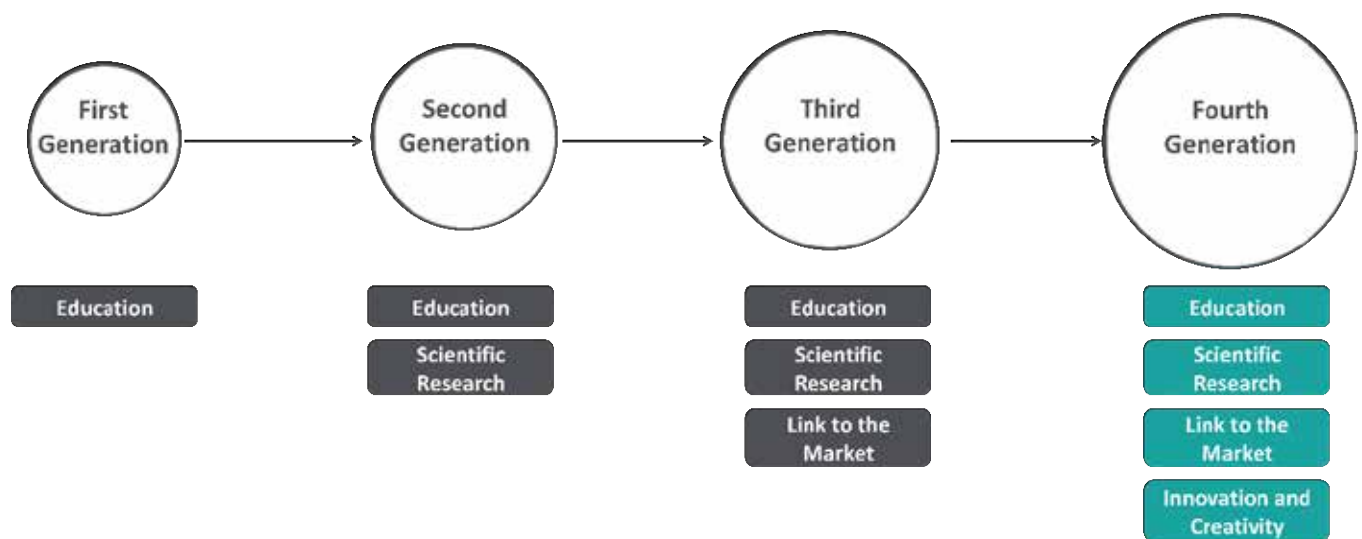 First
Generation
Second
Generation
Third
Generation
Fourth
Generation
Education
Education
Scientific
Research
Education
Scientific
Research
Link to the
Market
Education
Scientific
Research
Link to the
Market
Innovation and
Creativity